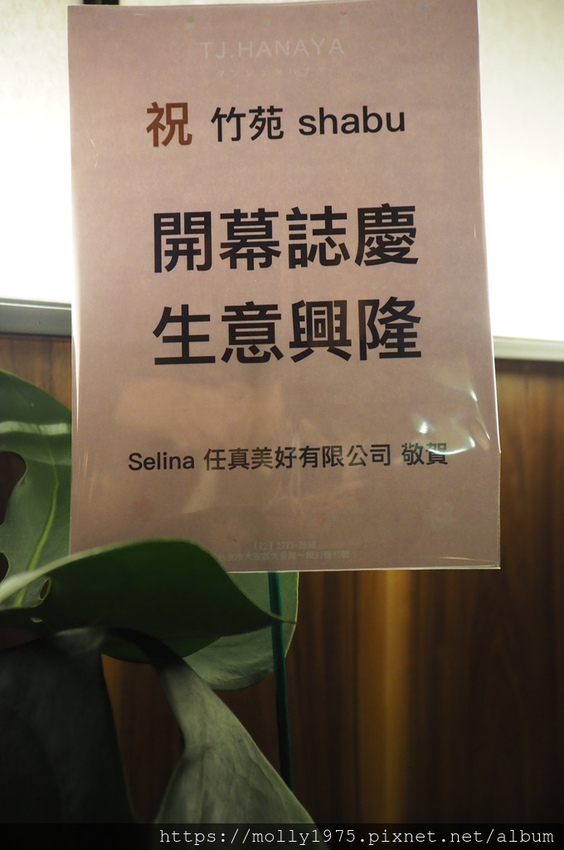 TJ.HANAYA
祝 竹苑 shabu
開幕誌慶
生意興隆
Selina 任真美好有限公司 敬賀
https://molly1975.pixnet.net/album